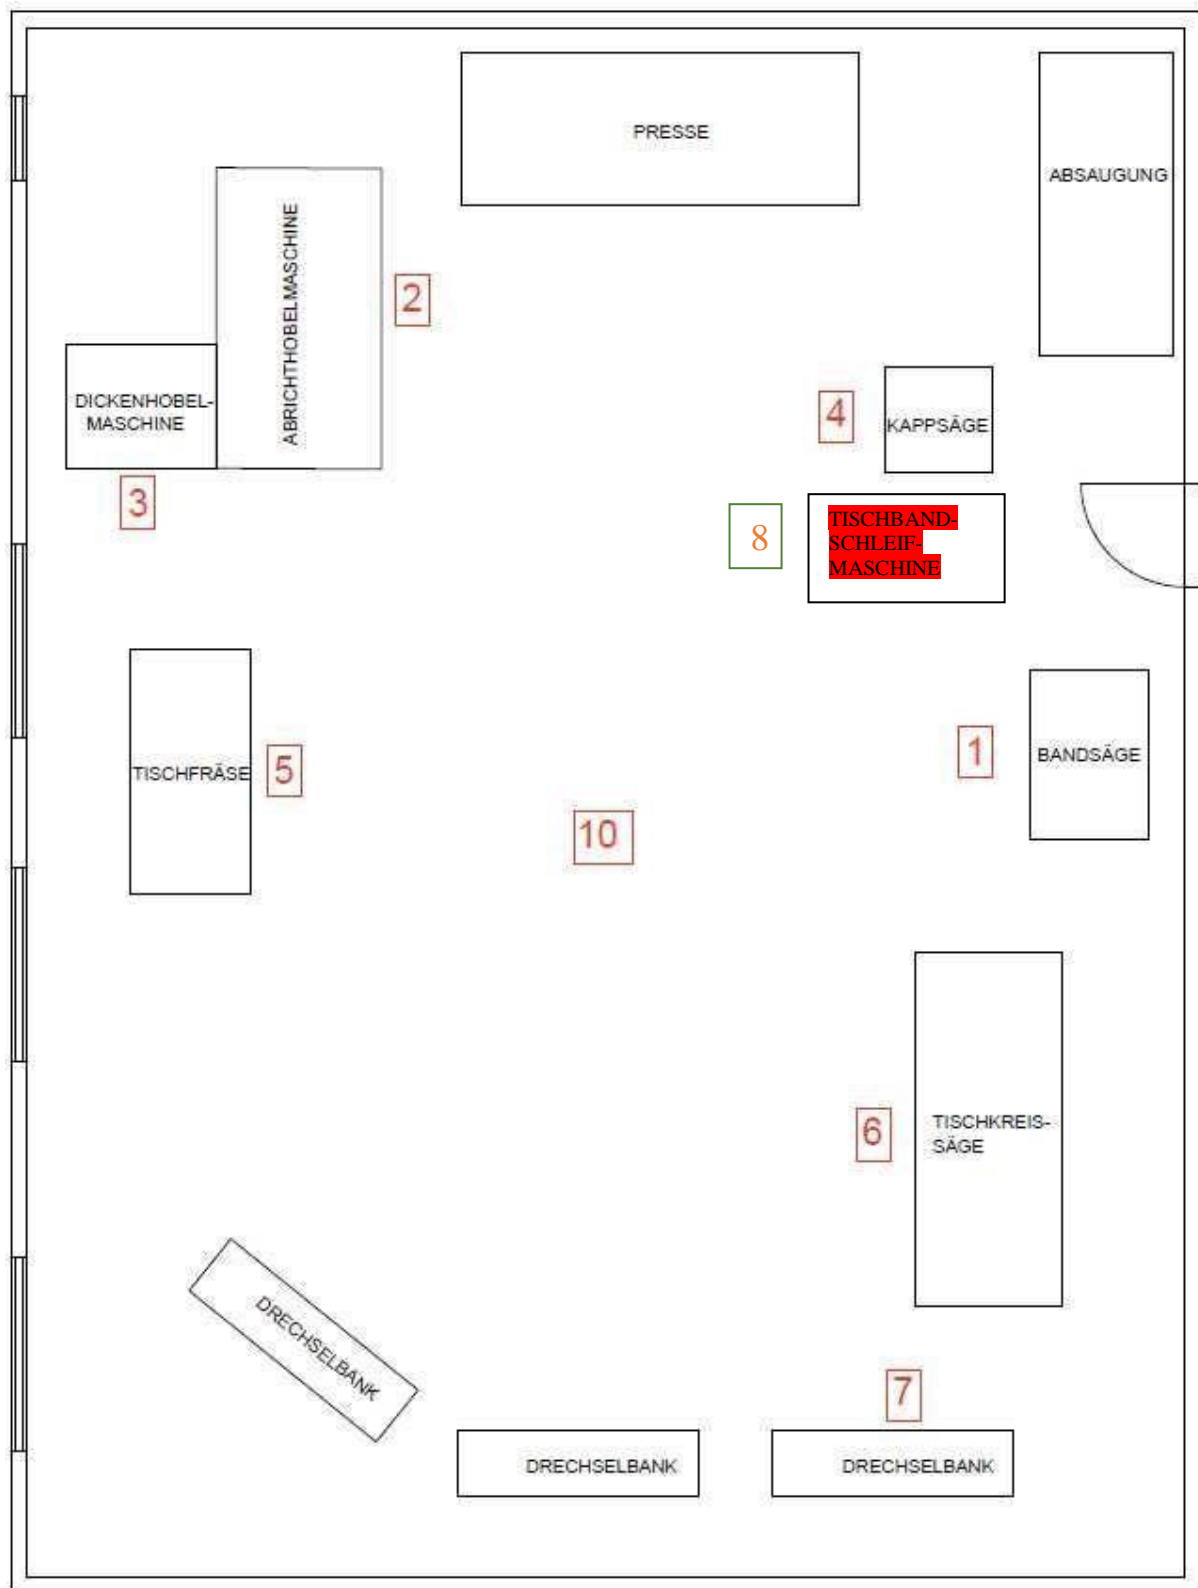 PRESSE
ABSAUGUNG
ABRICHTHOBELMASCHINE
2
DICKENHOBEL-
MASCHINE
3
4
KAPPSÄGE
8
TISCHBAND-
SCHLEIF-
MASCHINE
TISCHFRÄSE
5
1
BANDSÄGE
10
6
TISCHKREIS-
SÄGE
DRECHSELBANK
7
DRECHSELBANK
DRECHSELBANK